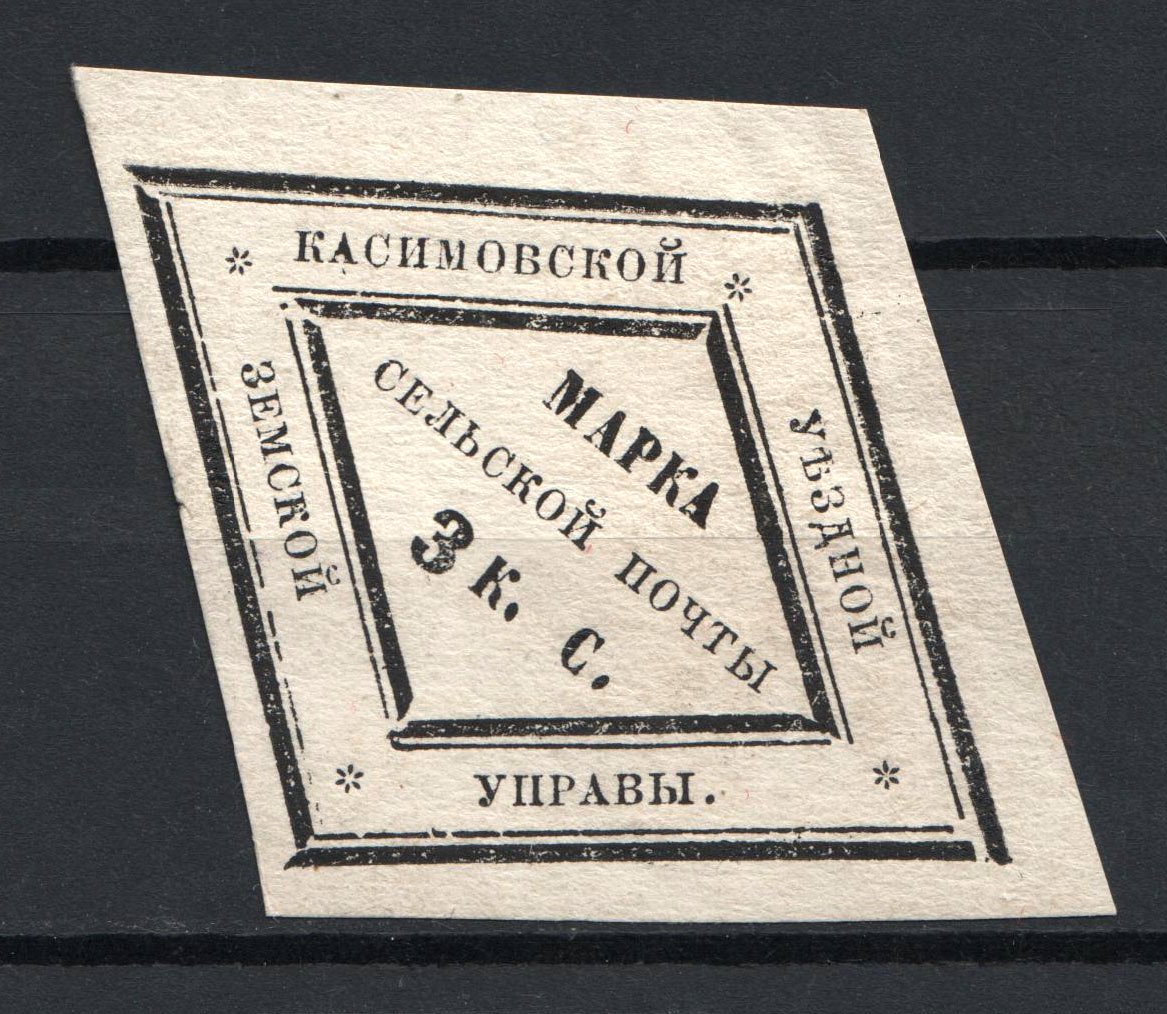 КАСИМОВСКОЙ
УѢЗДНОЙ
ЗЕМСКОЙ
УПРАВЫ.
МАРКА
СЕЛЬСКОЙ ПОЧТЫ
3 К. С.